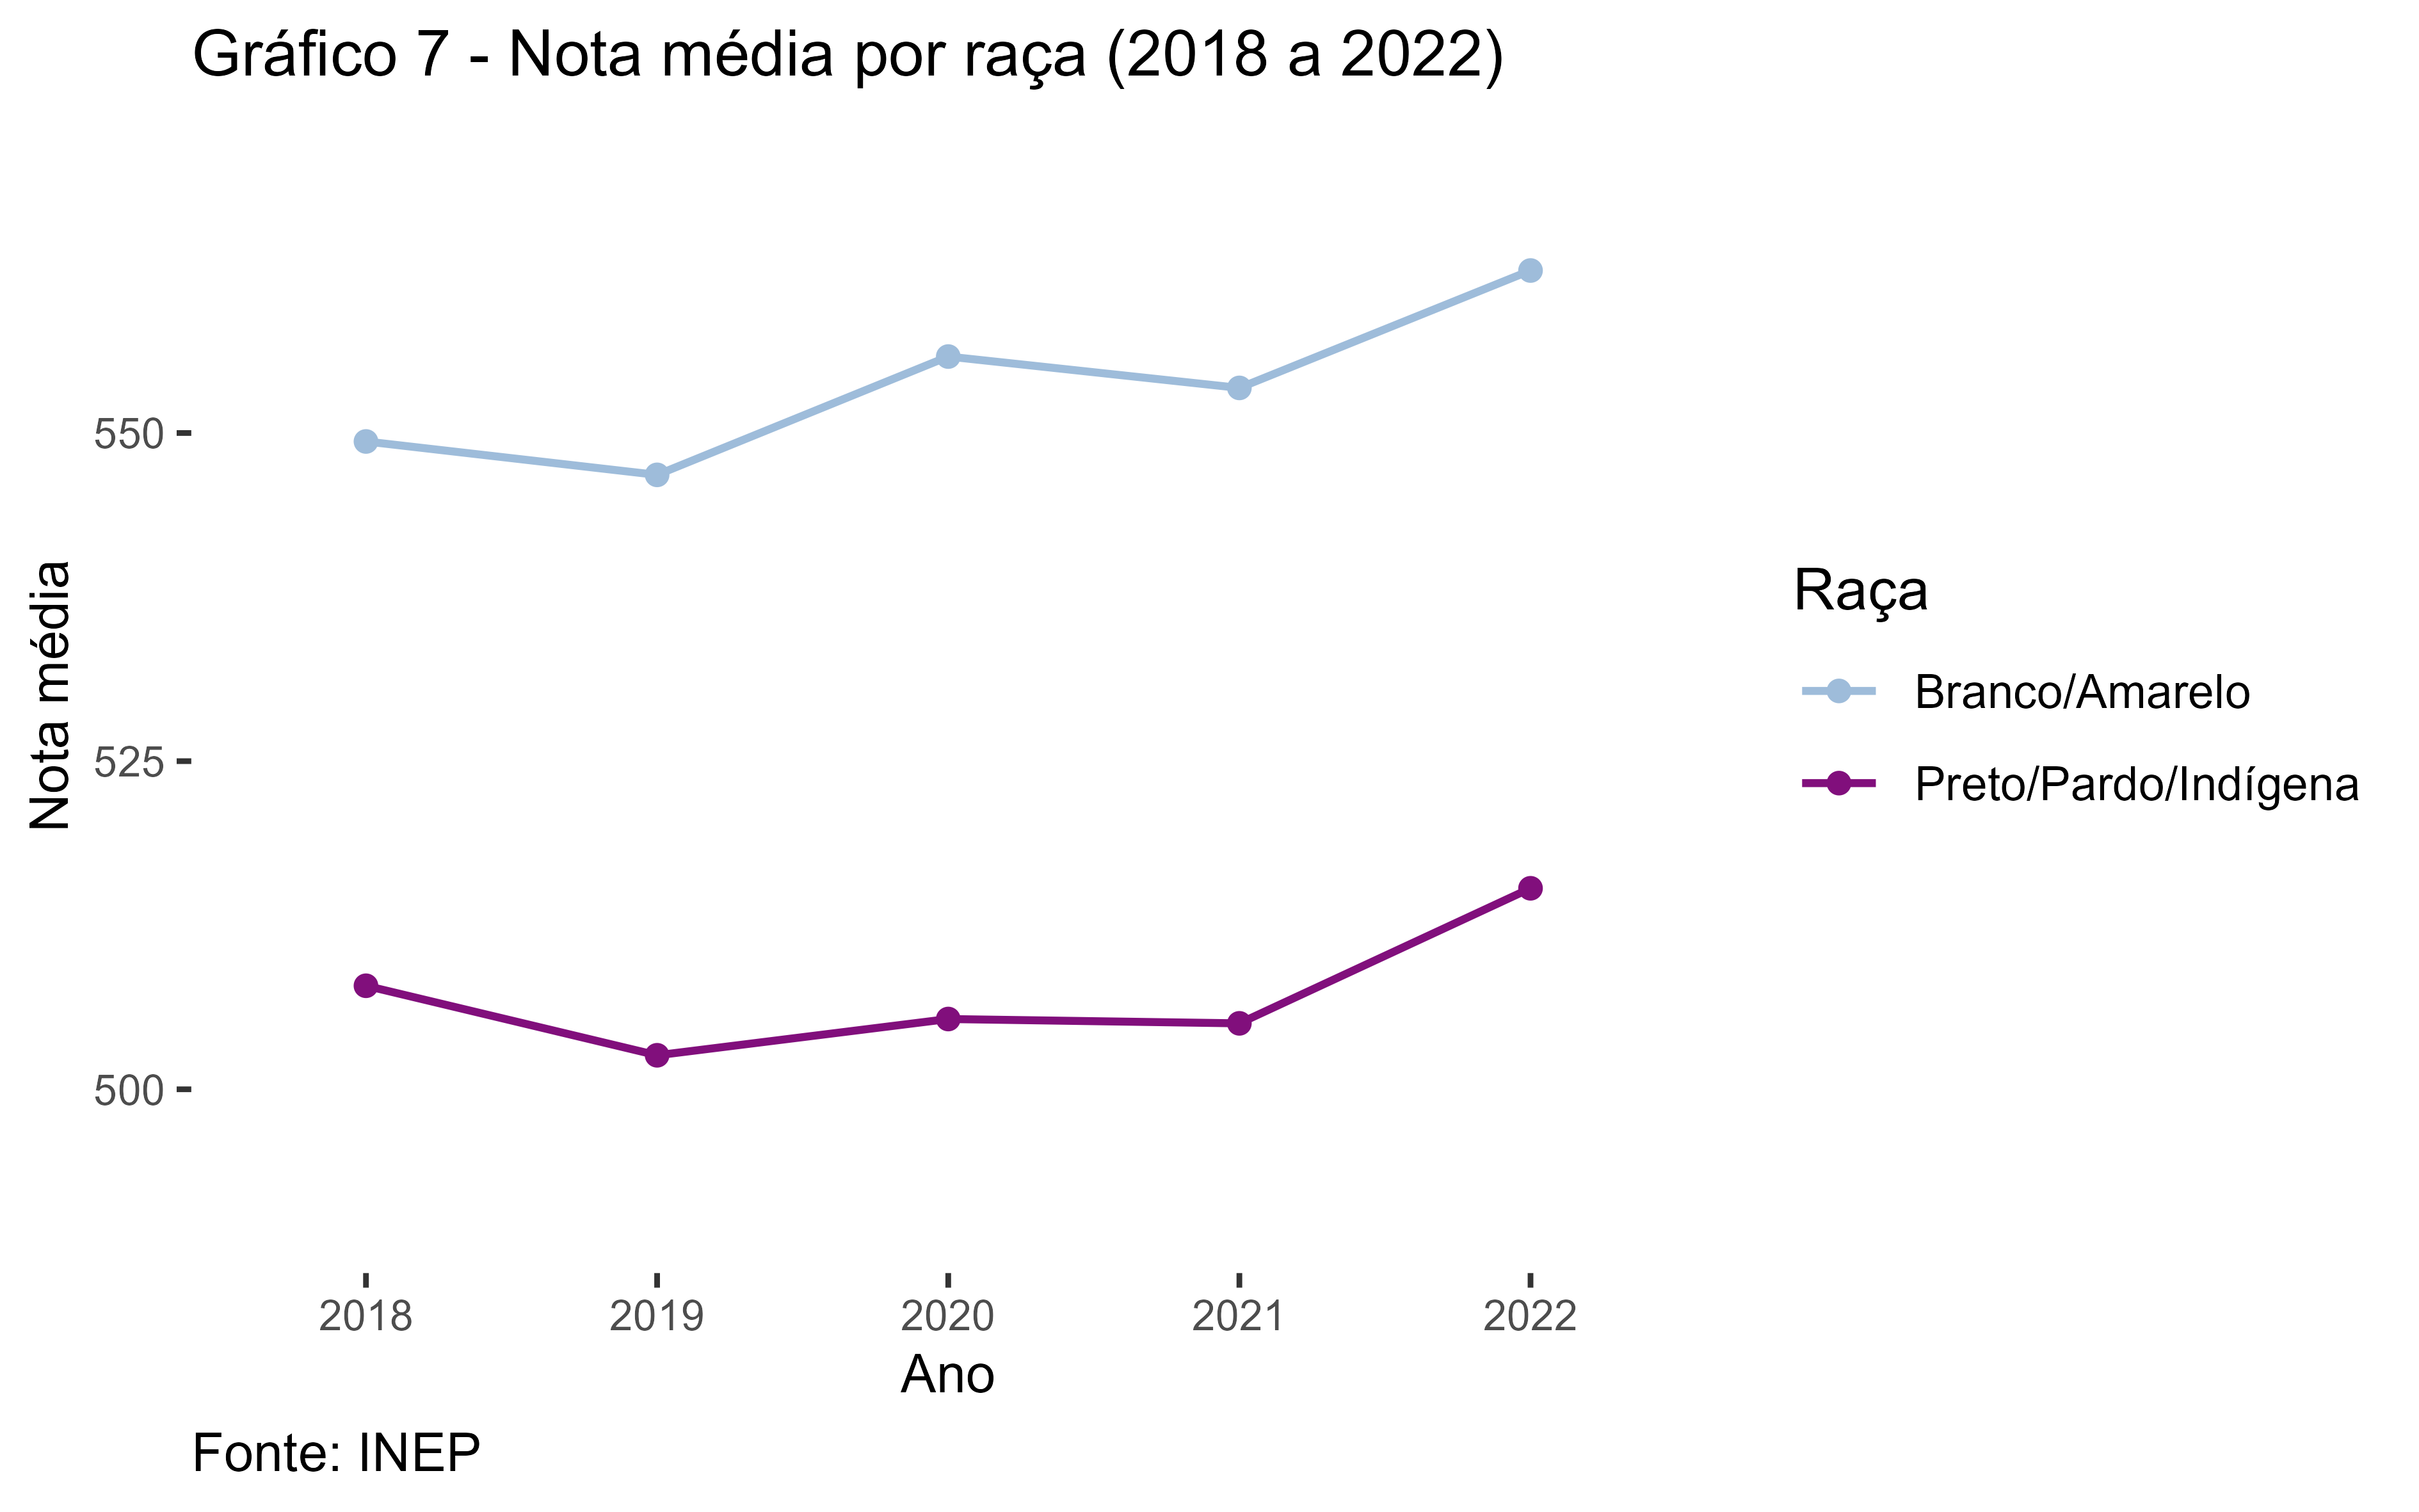 Gráfico 7 - Nota média por raça (2018 a 2022)
Nota média
550
525
500
2018 2019 2020 2021 2022
Ano
Raça
Branco/Amarelo
Preto/Pardo/Indígena
Fonte: INEP